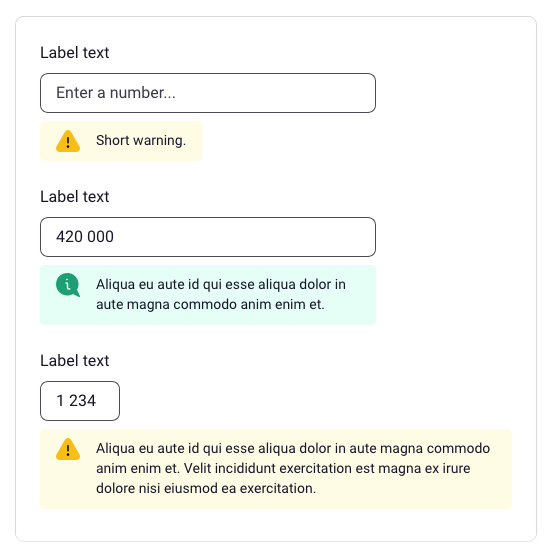 Label text
Enter a number...
Short warning.
Label text
420 000
Aliqua eu aute id qui esse aliqua dolor in
aute magna commodo anim enim et.
Label text
1 234
Aliqua eu aute id qui esse aliqua dolor in aute magna commodo
anim enim et. Velit incididunt exercitation est magna ex irure
dolore nisi eiusmod ea exercitation.